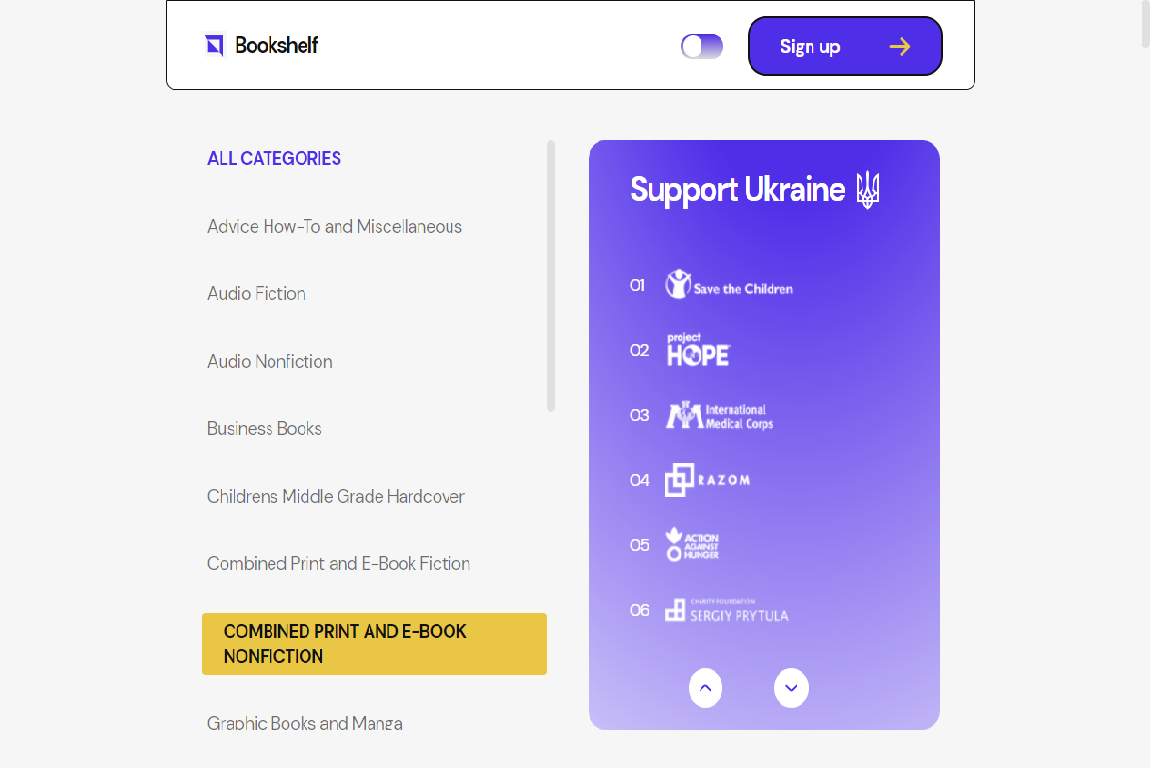 Bookshelf
Sign up
ALL CATEGORIES
Advice How-To and Miscellaneous
Audio Fiction
Audio Nonfiction
Business Books
Childrens Middle Grade Hardcover
Combined Print and E-Book Fiction
COMBINED PRINT AND E-BOOK
NONFICTION
Graphic Books and Manga
Support Ukraine
01 Save the Children
02 project
HOPE
03 International
Medical Corps
04 RAZOM
05 ACTION
AGAINST
HUNGER
06 CHARITY FOUNDATION
SERGIY PRYTULA